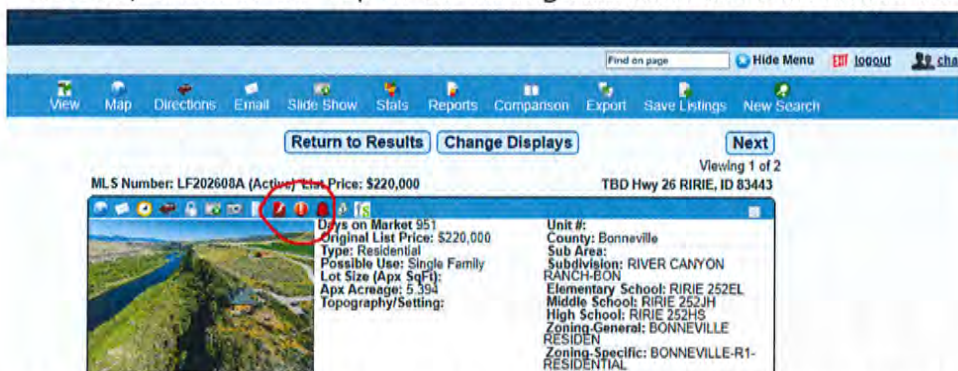 Find on page Hide Menu EXIT logout cha
View Map Directions Email Slide Show Stats Reports Comparison Export Save Listings New Search
Return to Results Change Displays Next
Viewing 1 of 2
MLS Number: LF202608A (Active) List Price: $220,000 TBD Hwy 26 RIRIE, ID 83443
Days on Market 951
Original List Price: $220,000
Type: Residential
Possible Use: Single Family
Lot Size (Apx SqFt):
Apx Acreage: 5.394
Topography/Setting:
Unit #:
County: Bonneville
Sub Area:
Subdivision: RIVER CANYON
RANCH-BON
Elementary School: RIRIE 252EL
Middle School: RIRIE 252JH
High School: RIRIE 252HS
Zoning-General: BONNEVILLE
RESIDEN
Zoning-Specific: BONNEVILLE-R1-
RESIDENTIAL